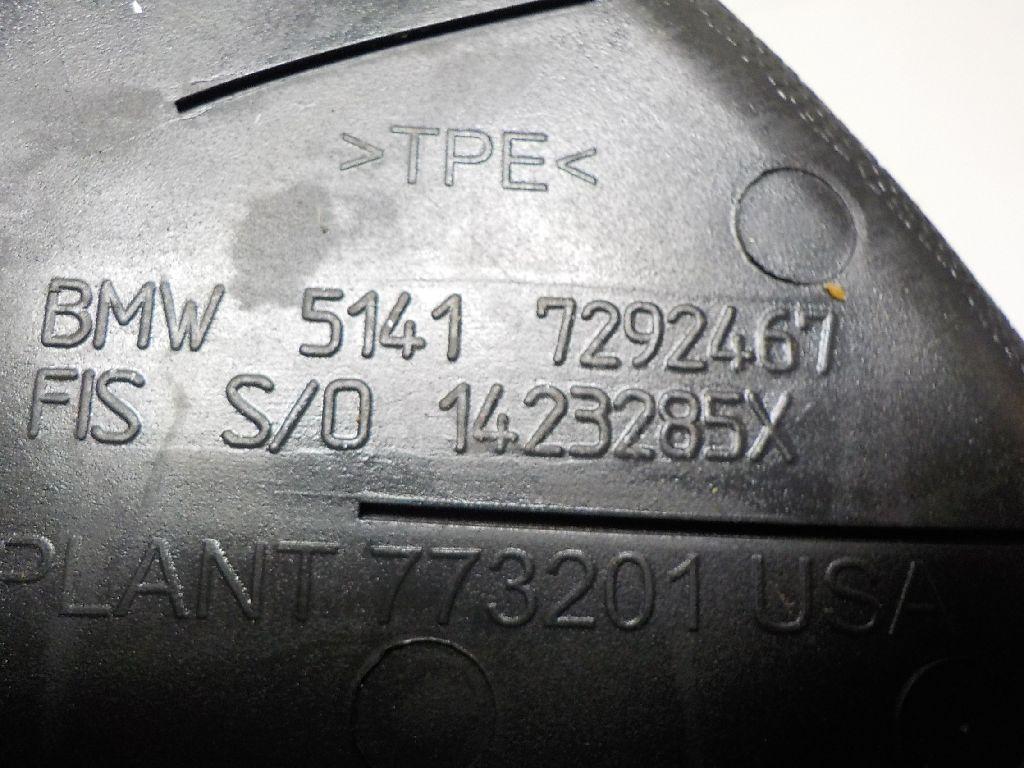 >TPE<
BMW 5141 7292467
FIS S/O 1423285X
PLANT 773201 USA